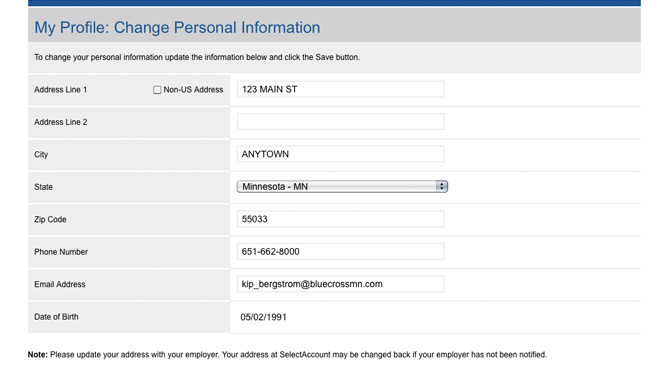 My Profile: Change Personal Information
To change your personal information update the information below and click the Save button.
Address Line 1 Non-US Address 123 MAIN ST
Address Line 2
City ANYTOWN
State Minnesota - MN
Zip Code 55033
Phone Number 651-662-8000
Email Address kip_bergstrom@bluecrossmn.com
Date of Birth 05/02/1991
Note: Please update your address with your employer. Your address at SelectAccount may be changed back if your employer has not been notified.